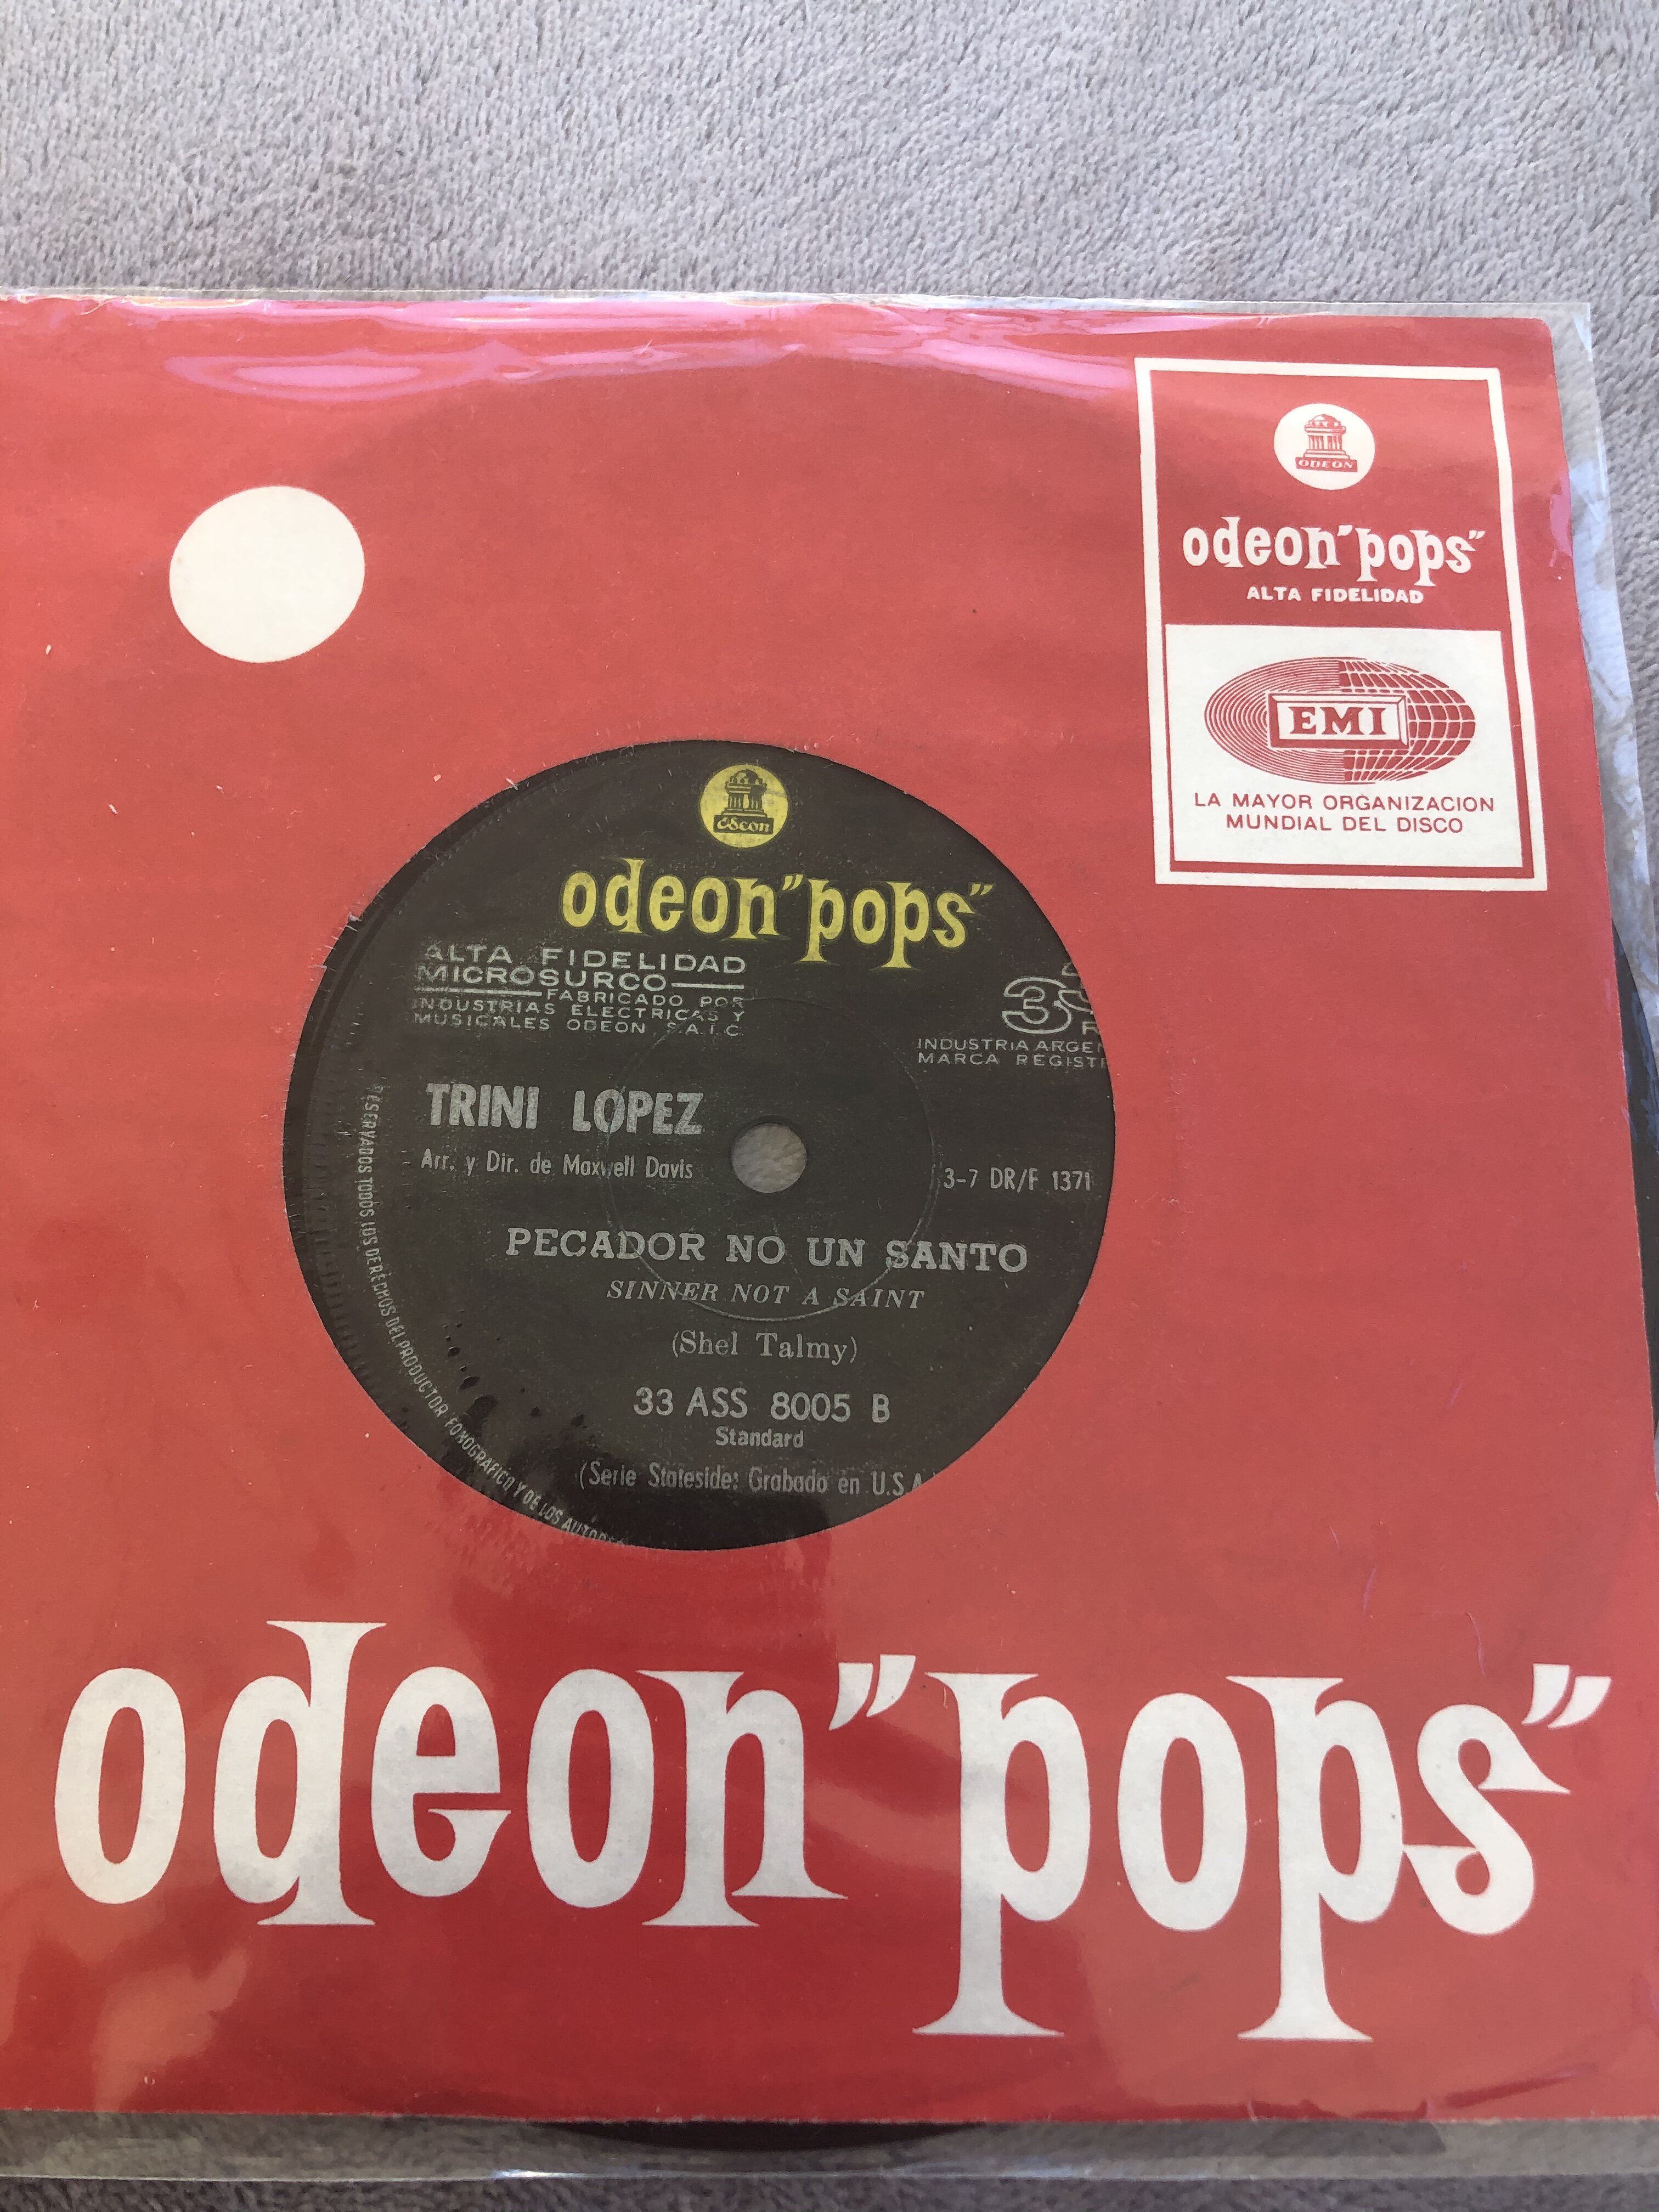 ODEON
odeon "pops"
ALTA FIDELIDAD
EMI
LA MAYOR ORGANIZACION
MUNDIAL DEL DISCO
Odeon
odeon "pops"
ALTA FIDELIDAD
MICROSURCO
FABRICADO POR
INDUSTRIAS ELECTRICAS Y
MUSICALES ODEON S.A.I.C.
3
INDUSTRIA ARGEN
MARCA REGIST
TRINI LOPEZ
Arr. y Dir. de Maxwell Davis
3-7 DR/F 1371
PECADOR NO UN SANTO
SINNER NOT A SAINT
(Shel Talmy)
33 ASS 8005 B
Standard
(Serie Stateside: Grabado en U.S.A
RESERVADOS TODOS LOS DERECHOS DEL PRODUCTOR FONOGRAFICO Y DE LOS AUTORE
odeon "pops"